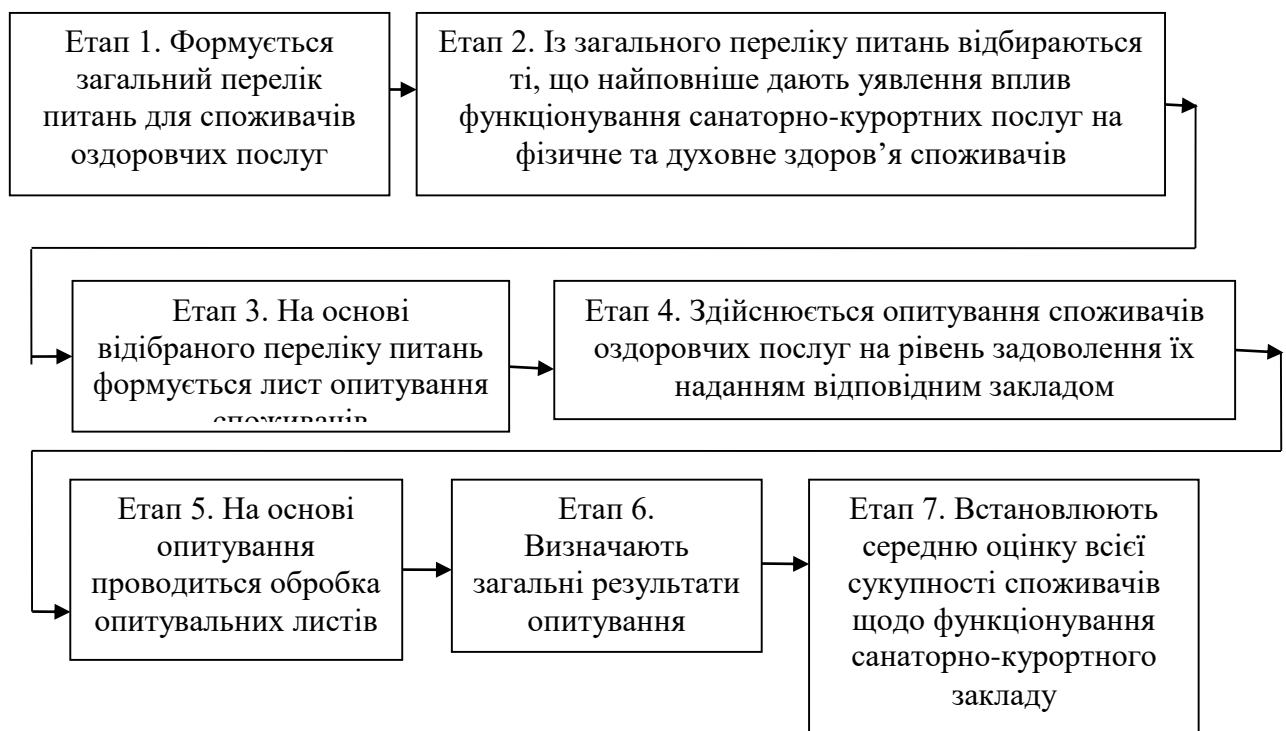 Етап 1. Формується
загальний перелік
питань для споживачів
оздоровчих послуг
Етап 2. Із загального переліку питань відбираються
ті, що найповніше дають уявлення вплив
функціонування санаторно-курортних послуг на
фізичне та духовне здоров’я споживачів
Етап 3. На основі
відібраного переліку питань
формується лист опитування
споживачів
Етап 4. Здійснюється опитування споживачів
оздоровчих послуг на рівень задоволення їх
наданням відповідним закладом
Етап 5. На основі
опитування
проводиться обробка
опитувальних листів
Етап 6.
Визначають
загальні результати
опитування
Етап 7. Встановлюють
середню оцінку всієї
сукупності споживачів
щодо функціонування
санаторно-курортного
закладу